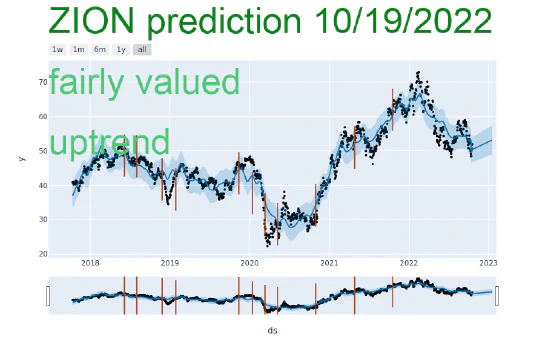 ZION prediction 10/19/2022
1w 1m 6m 1y all
fairly valued
uptrend
70
60
50
40
30
20
y
2018 2019 2020 2021 2022 2023
ds